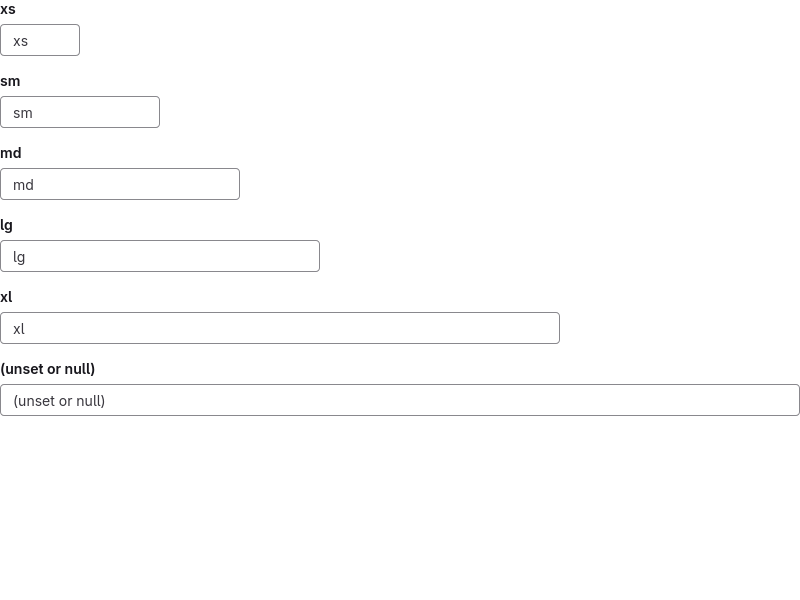 xs
xs
sm
sm
md
md
lg
lg
xl
xl
(unset or null)
(unset or null)